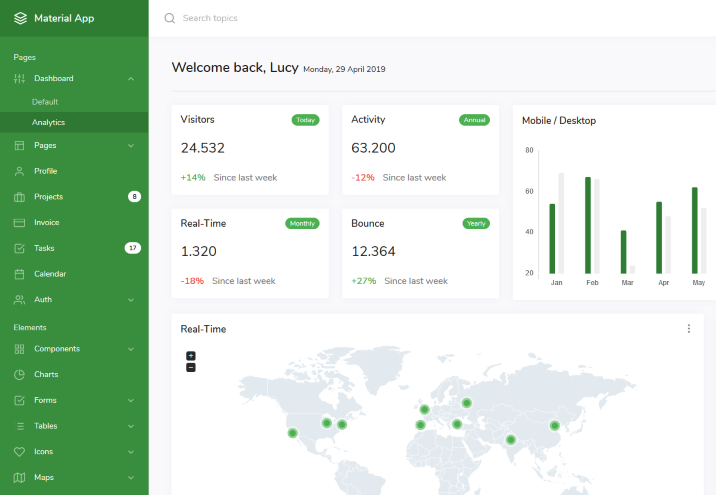 Material App
Search topics
Pages
Dashboard
Default
Analytics
Pages
Profile
Projects 8
Invoice
Tasks 17
Calendar
Auth
Elements
Components
Charts
Forms
Tables
Icons
Maps
Welcome back, Lucy Monday, 29 April 2019
Visitors Today
24.532
+14% Since last week
Activity Annual
63.200
-12% Since last week
Real-Time Monthly
1.320
-18% Since last week
Bounce Yearly
12.364
+27% Since last week
Mobile / Desktop
80
60
40
20
Jan Feb Mar Apr May
Real-Time
+
−